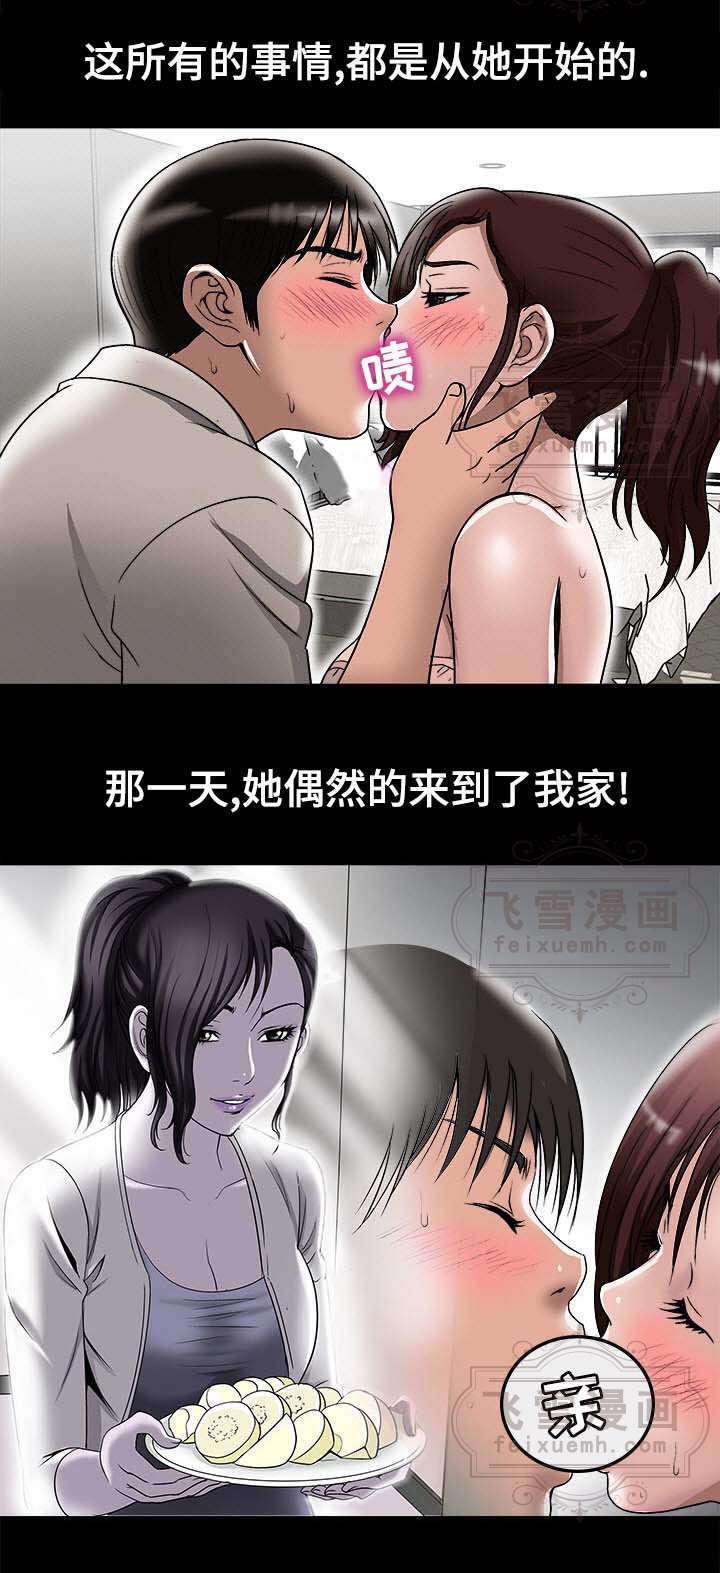 这所有的事情,都是从她开始的.
啧
飞雪漫画
feixuemh.com
那一天,她偶然的来到了我家!
飞雪漫画
feixuemh.com
亲
飞雪漫画
feixuemh.com